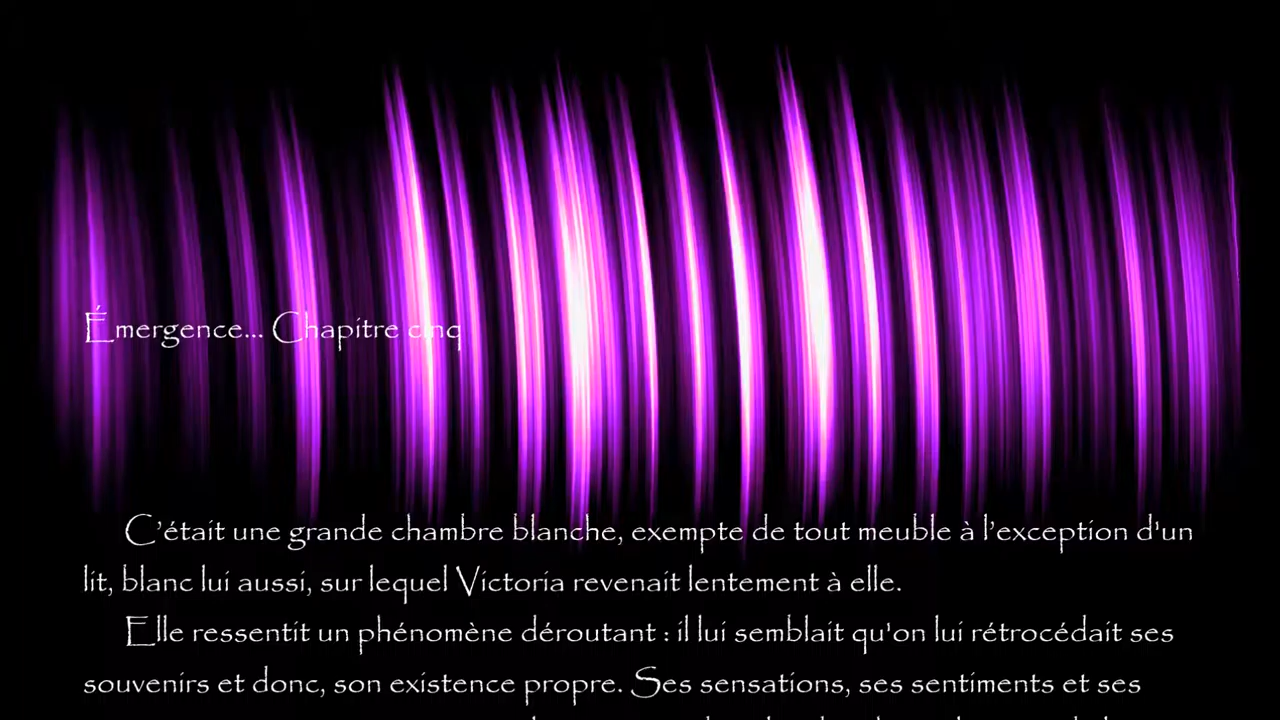 Émergence... Chapitre cinq
C'était une grande chambre blanche, exempte de tout meuble à l'exception d'un
lit, blanc lui aussi, sur lequel Victoria revenait lentement à elle.
Elle ressentit un phénomène déroutant : il lui semblait qu'on lui rétrocédait ses
souvenirs et donc, son existence propre. Ses sensations, ses sentiments et ses